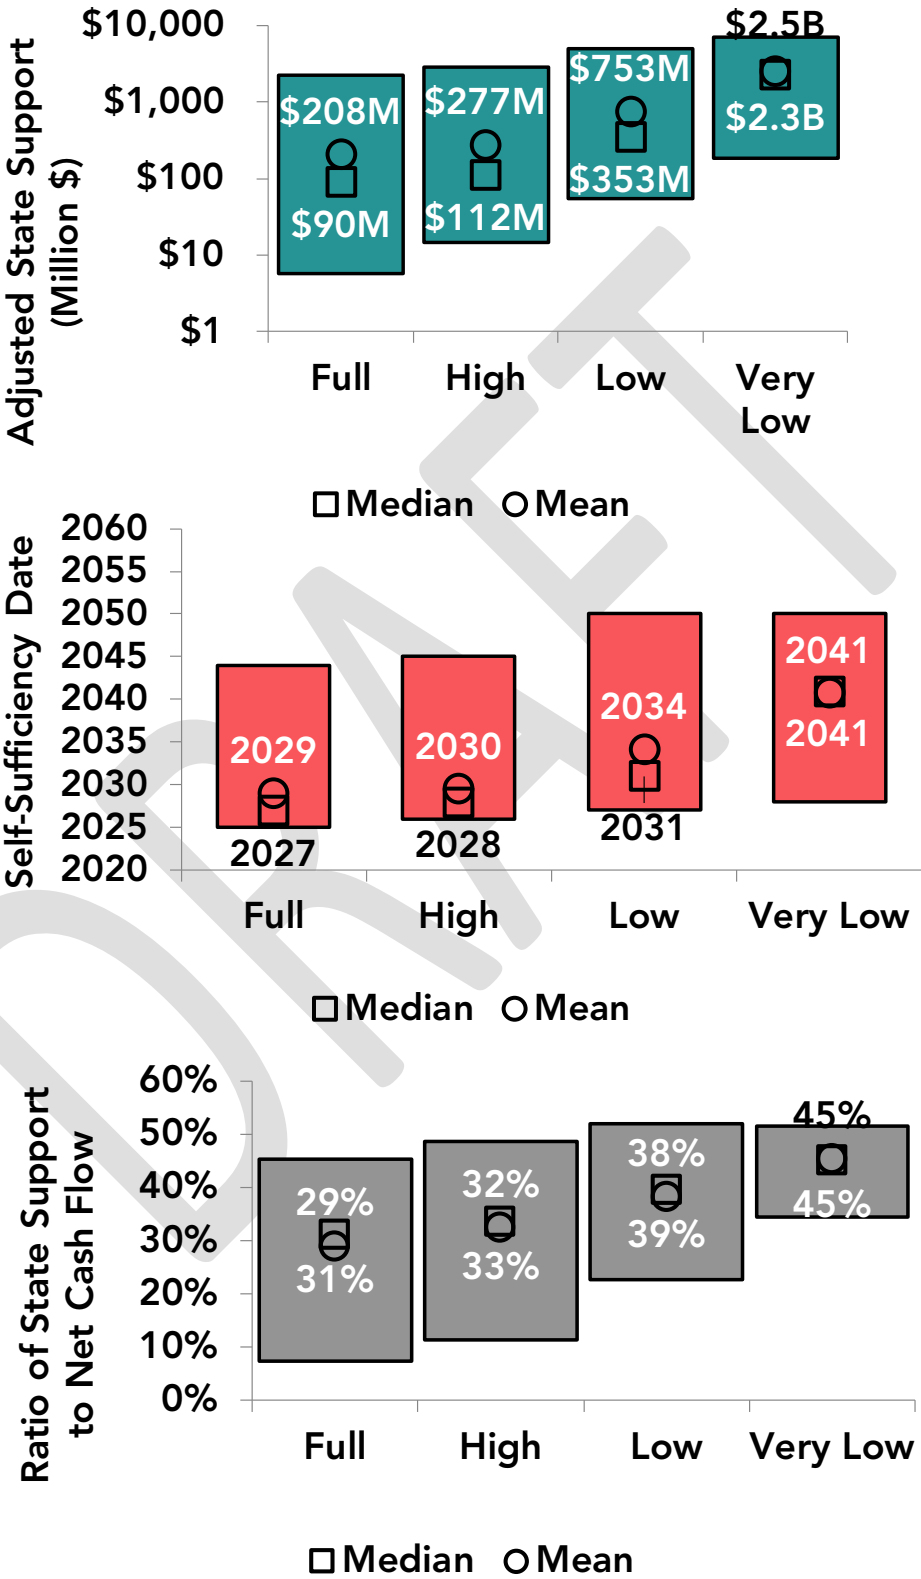 Adjusted State Support
(Million $)
$10,000
$1,000
$100
$10
$1
$208M
$90M
$277M
$112M
$753M
$353M
$2.5B
$2.3B
Full
High
Low
Very
Low
Median
Mean
Self-Sufficiency Date
2060
2055
2050
2045
2040
2035
2030
2025
2020
2029
2027
2030
2028
2034
2031
2041
2041
Full
High
Low
Very Low
Median
Mean
Ratio of State Support
to Net Cash Flow
60%
50%
40%
30%
20%
10%
0%
29%
31%
32%
33%
38%
39%
45%
45%
Full
High
Low
Very Low
Median
Mean
DRAFT